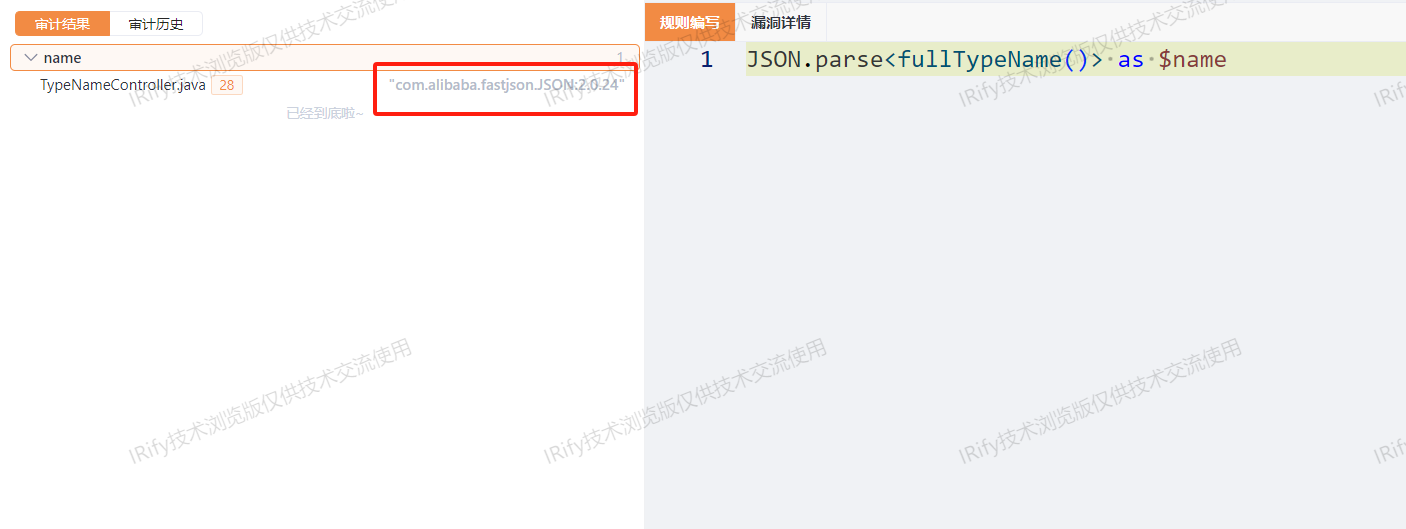 审计结果 审计历史
name 1
TypeNameController.java 28 "com.alibaba.fastjson.JSON:2.0.24"
已经到底啦~
规则编写 漏洞详情
1 JSON.parse<fullTypeName()> as $name
IRify技术浏览版仅供技术交流使用
IRify技术浏览版仅供技术交流使用
IRify技术浏览版仅供技术交流使用
IRify技术浏览版仅供技术交流使用
IRify技术浏览版仅供技术交流使用
IRify技术浏览版仅供技术交流使用